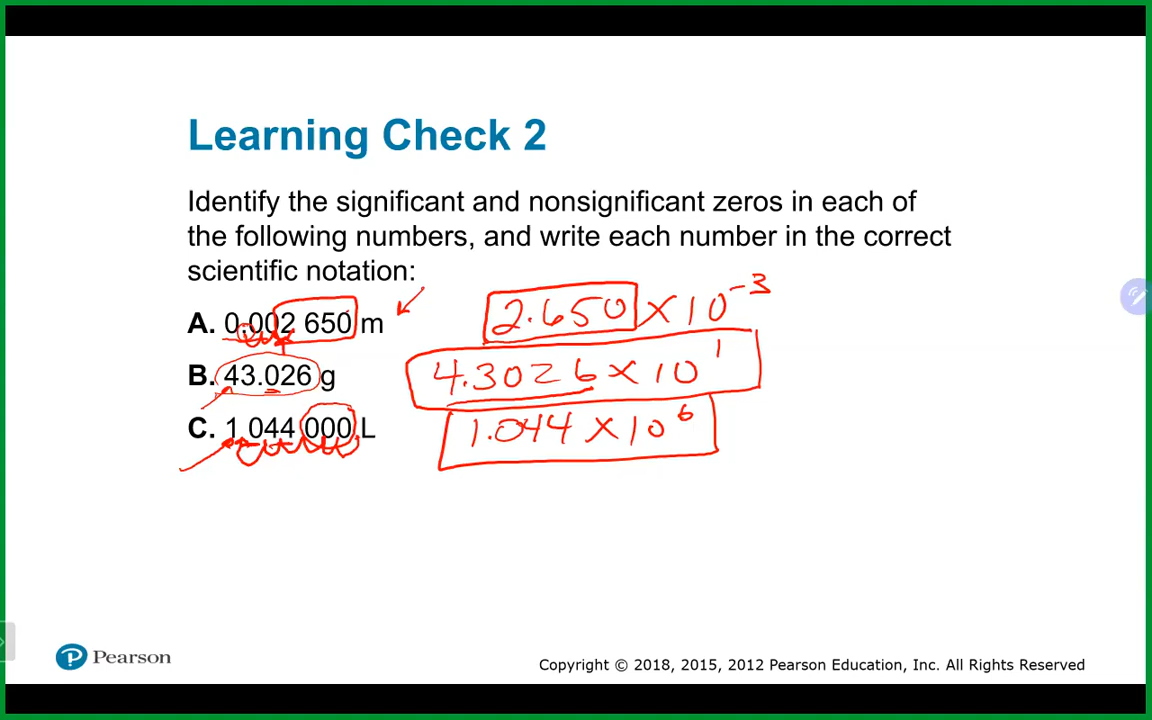 Learning Check 2
Identify the significant and nonsignificant zeros in each of
the following numbers, and write each number in the correct
scientific notation:
A. 0.002 650 m 2.650 × 10⁻³
B. 43.026 g 4.3026 × 10¹
C. 1 044 000 L 1.044 × 10⁶
Pearson
Copyright © 2018, 2015, 2012 Pearson Education, Inc. All Rights Reserved